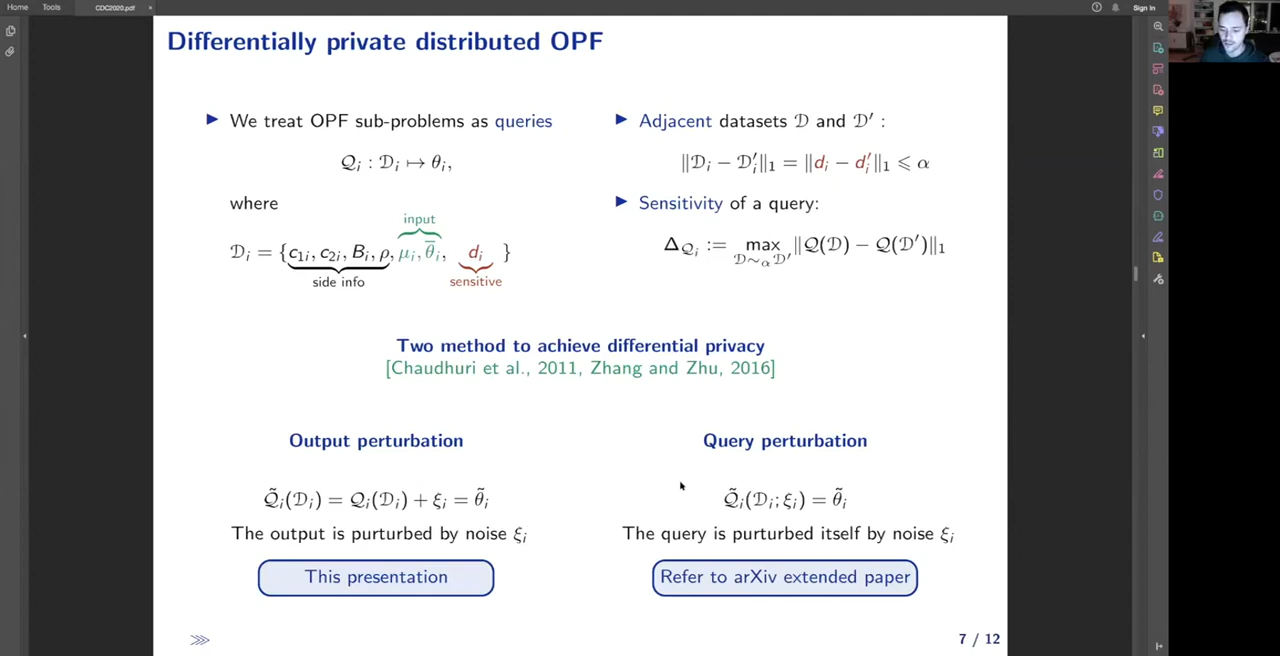 Home Tools CDC2020.pdf × Sign In
Differentially private distributed OPF
▶ We treat OPF sub-problems as queries
𝒬ᵢ : 𝒟ᵢ ↦ θᵢ,
where
input
𝒟ᵢ = {c₁ᵢ, c₂ᵢ, Bᵢ, ρ, μᵢ, θ̅ᵢ, dᵢ }
side info sensitive
▶ Adjacent datasets 𝒟 and 𝒟′ :
‖𝒟ᵢ − 𝒟′ᵢ‖₁ = ‖dᵢ − d′ᵢ‖₁ ⩽ α
▶ Sensitivity of a query:
Δ𝒬ᵢ := max 𝒟∼α𝒟′ ‖𝒬(𝒟) − 𝒬(𝒟′)‖₁
Two method to achieve differential privacy
[Chaudhuri et al., 2011, Zhang and Zhu, 2016]
Output perturbation
𝒬̃ᵢ(𝒟ᵢ) = 𝒬ᵢ(𝒟ᵢ) + ξᵢ = θ̃ᵢ
The output is purturbed by noise ξᵢ
This presentation
Query perturbation
𝒬̃ᵢ(𝒟ᵢ; ξᵢ) = θ̃ᵢ
The query is purturbed itself by noise ξᵢ
Refer to arXiv extended paper
7 / 12